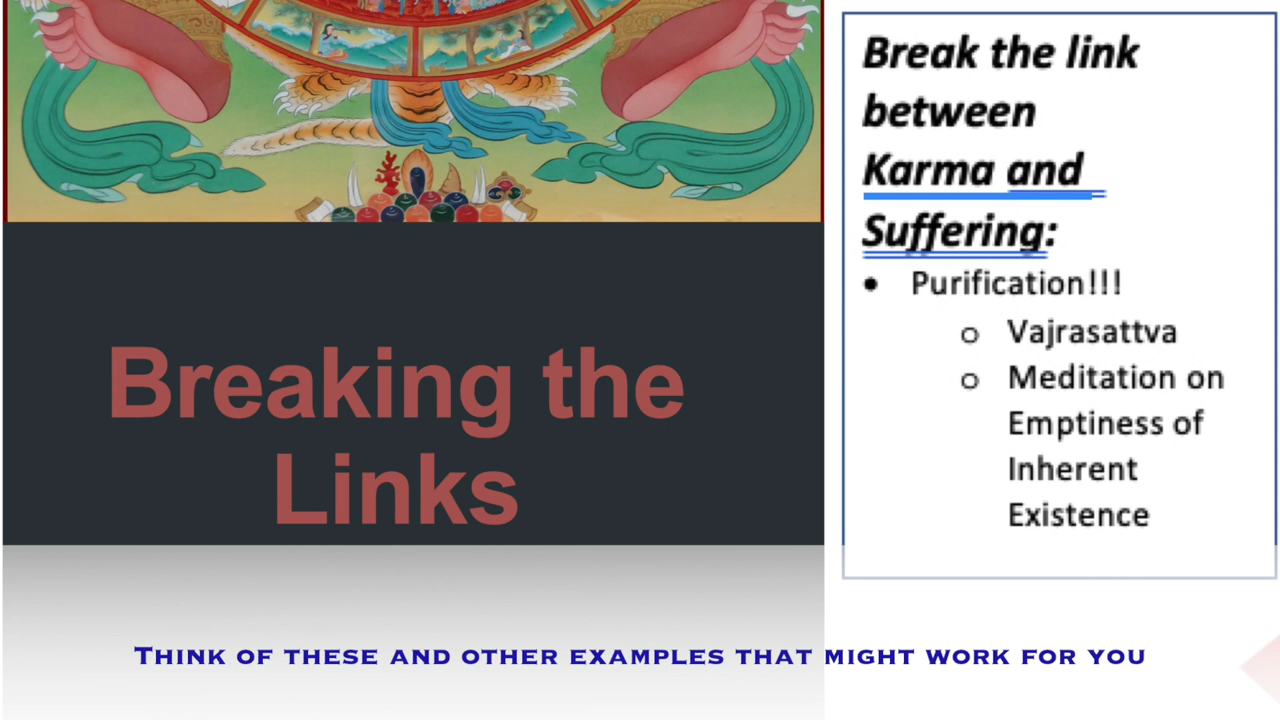 Breaking the
Links
Break the link
between
Karma and
Suffering:
• Purification!!!
o Vajrasattva
o Meditation on
Emptiness of
Inherent
Existence
THINK OF THESE AND OTHER EXAMPLES THAT MIGHT WORK FOR YOU